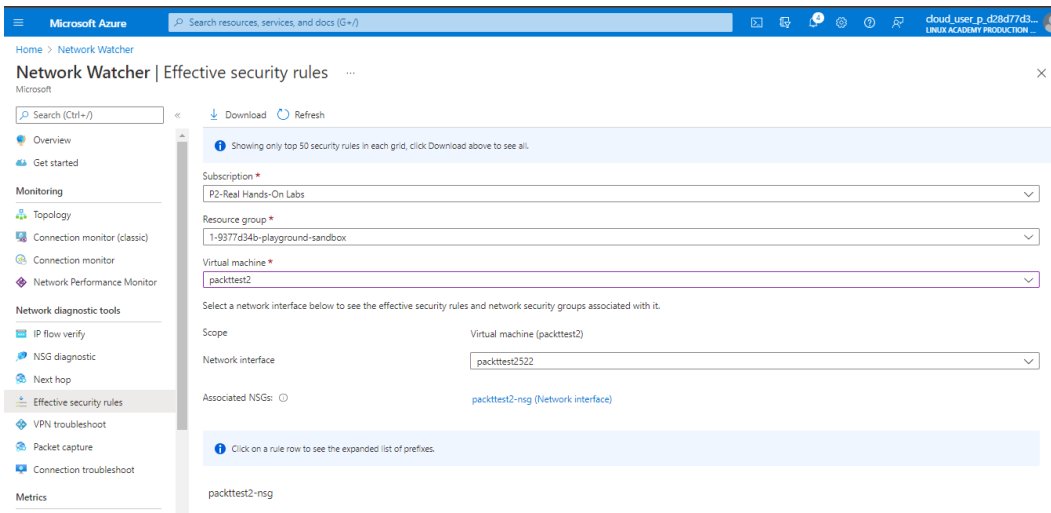 Microsoft Azure
Search resources, services, and docs (G+/)
4
cloud_user_p_d28d77d3...
LINUX ACADEMY PRODUCTION ...
Home > Network Watcher
Network Watcher | Effective security rules ...
Microsoft
Search (Ctrl+/)
«
Download
Refresh
Overview
Get started
Monitoring
Topology
Connection monitor (classic)
Connection monitor
Network Performance Monitor
Network diagnostic tools
IP flow verify
NSG diagnostic
Next hop
Effective security rules
VPN troubleshoot
Packet capture
Connection troubleshoot
Metrics
Showing only top 50 security rules in each grid, click Download above to see all.
Subscription *
P2-Real Hands-On Labs
Resource group *
1-9377d34b-playground-sandbox
Virtual machine *
packttest2
Select a network interface below to see the effective security rules and network security groups associated with it.
Scope
Virtual machine (packttest2)
Network interface
packttest2522
Associated NSGs:
packttest2-nsg (Network interface)
Click on a rule row to see the expanded list of prefixes.
packttest2-nsg